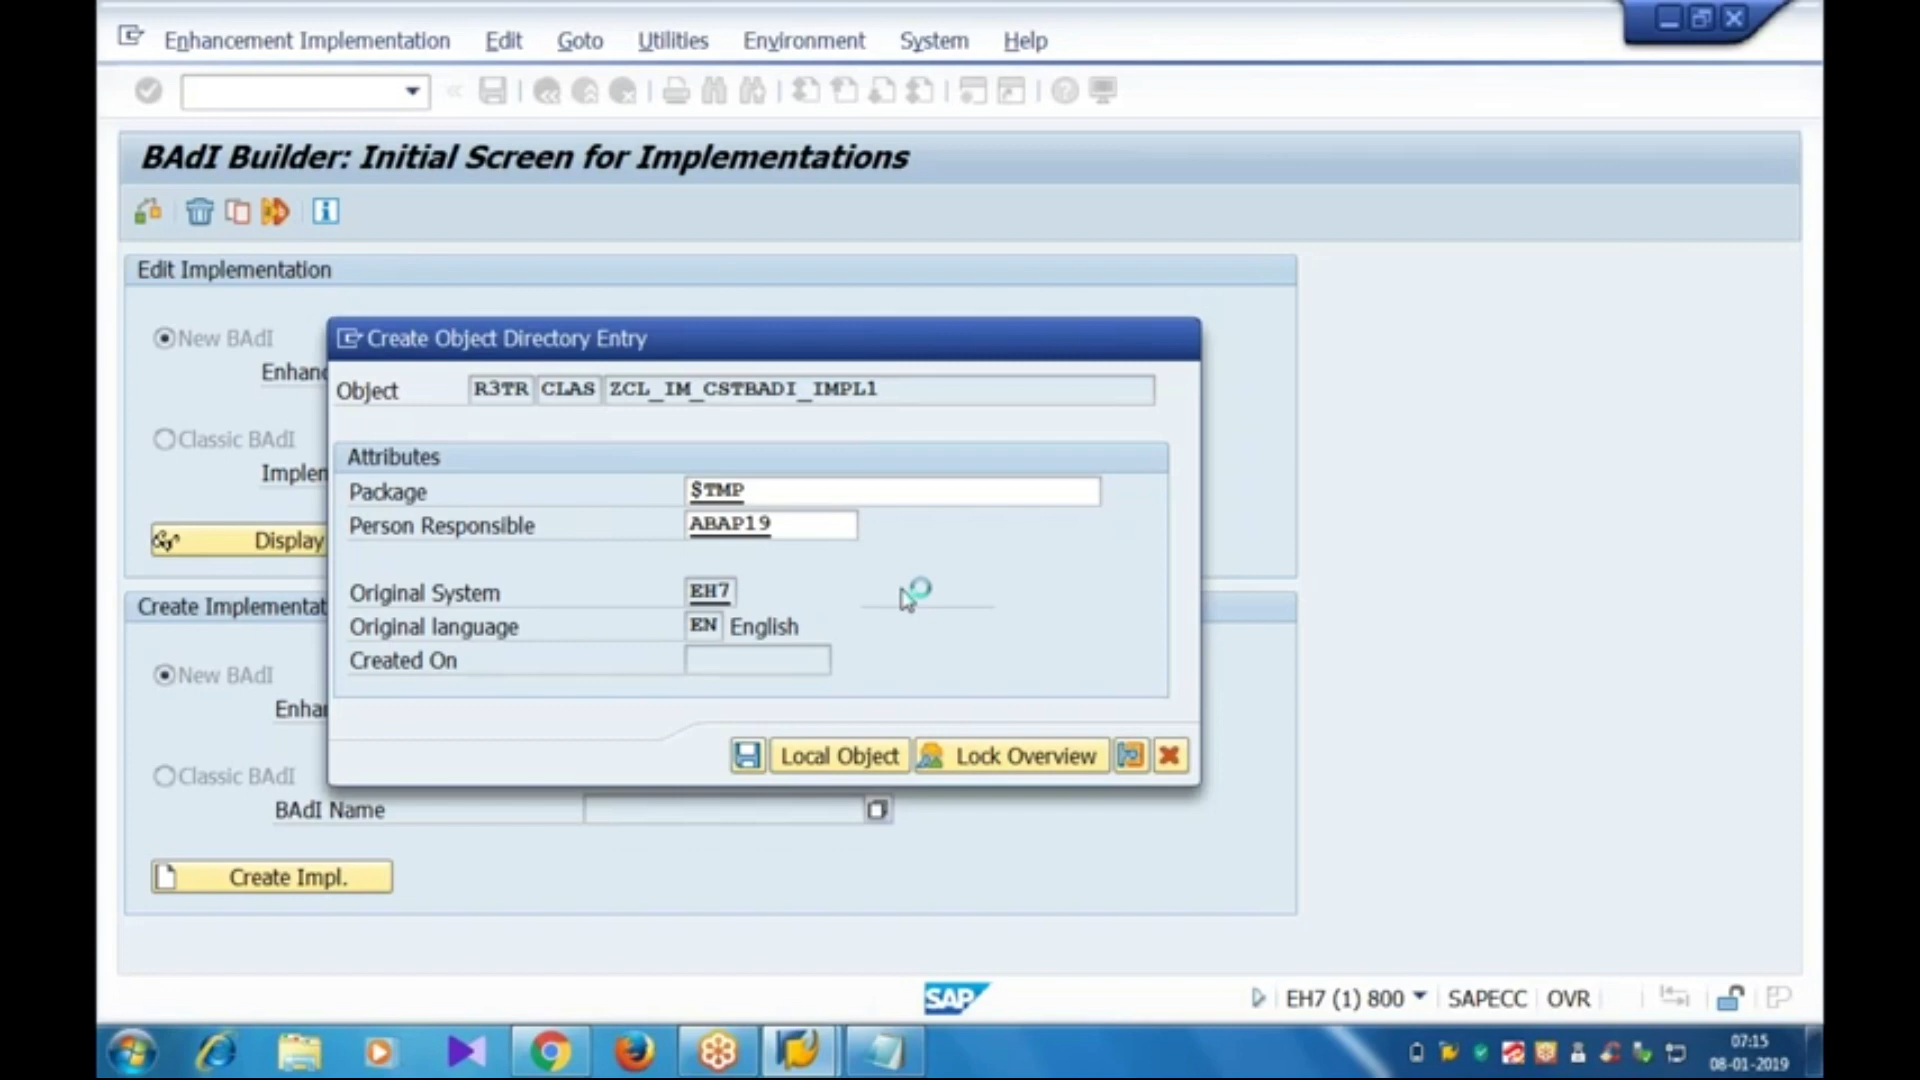 Enhancement Implementation Edit Goto Utilities Environment System Help
BAdI Builder: Initial Screen for Implementations
Edit Implementation
New BAdI
Enhanc
Classic BAdI
Implen
Display
Create Object Directory Entry
Object R3TR CLAS ZCL_IM_CSTBADI_IMPL1
Attributes
Package $TMP
Person Responsible ABAP19
Original System EH7
Original language EN English
Created On
Local Object Lock Overview
Create Implementat
New BAdI
Enhar
Classic BAdI
BAdI Name
Create Impl.
SAP
EH7 (1) 800 SAPECC OVR
07:15
08-01-2019